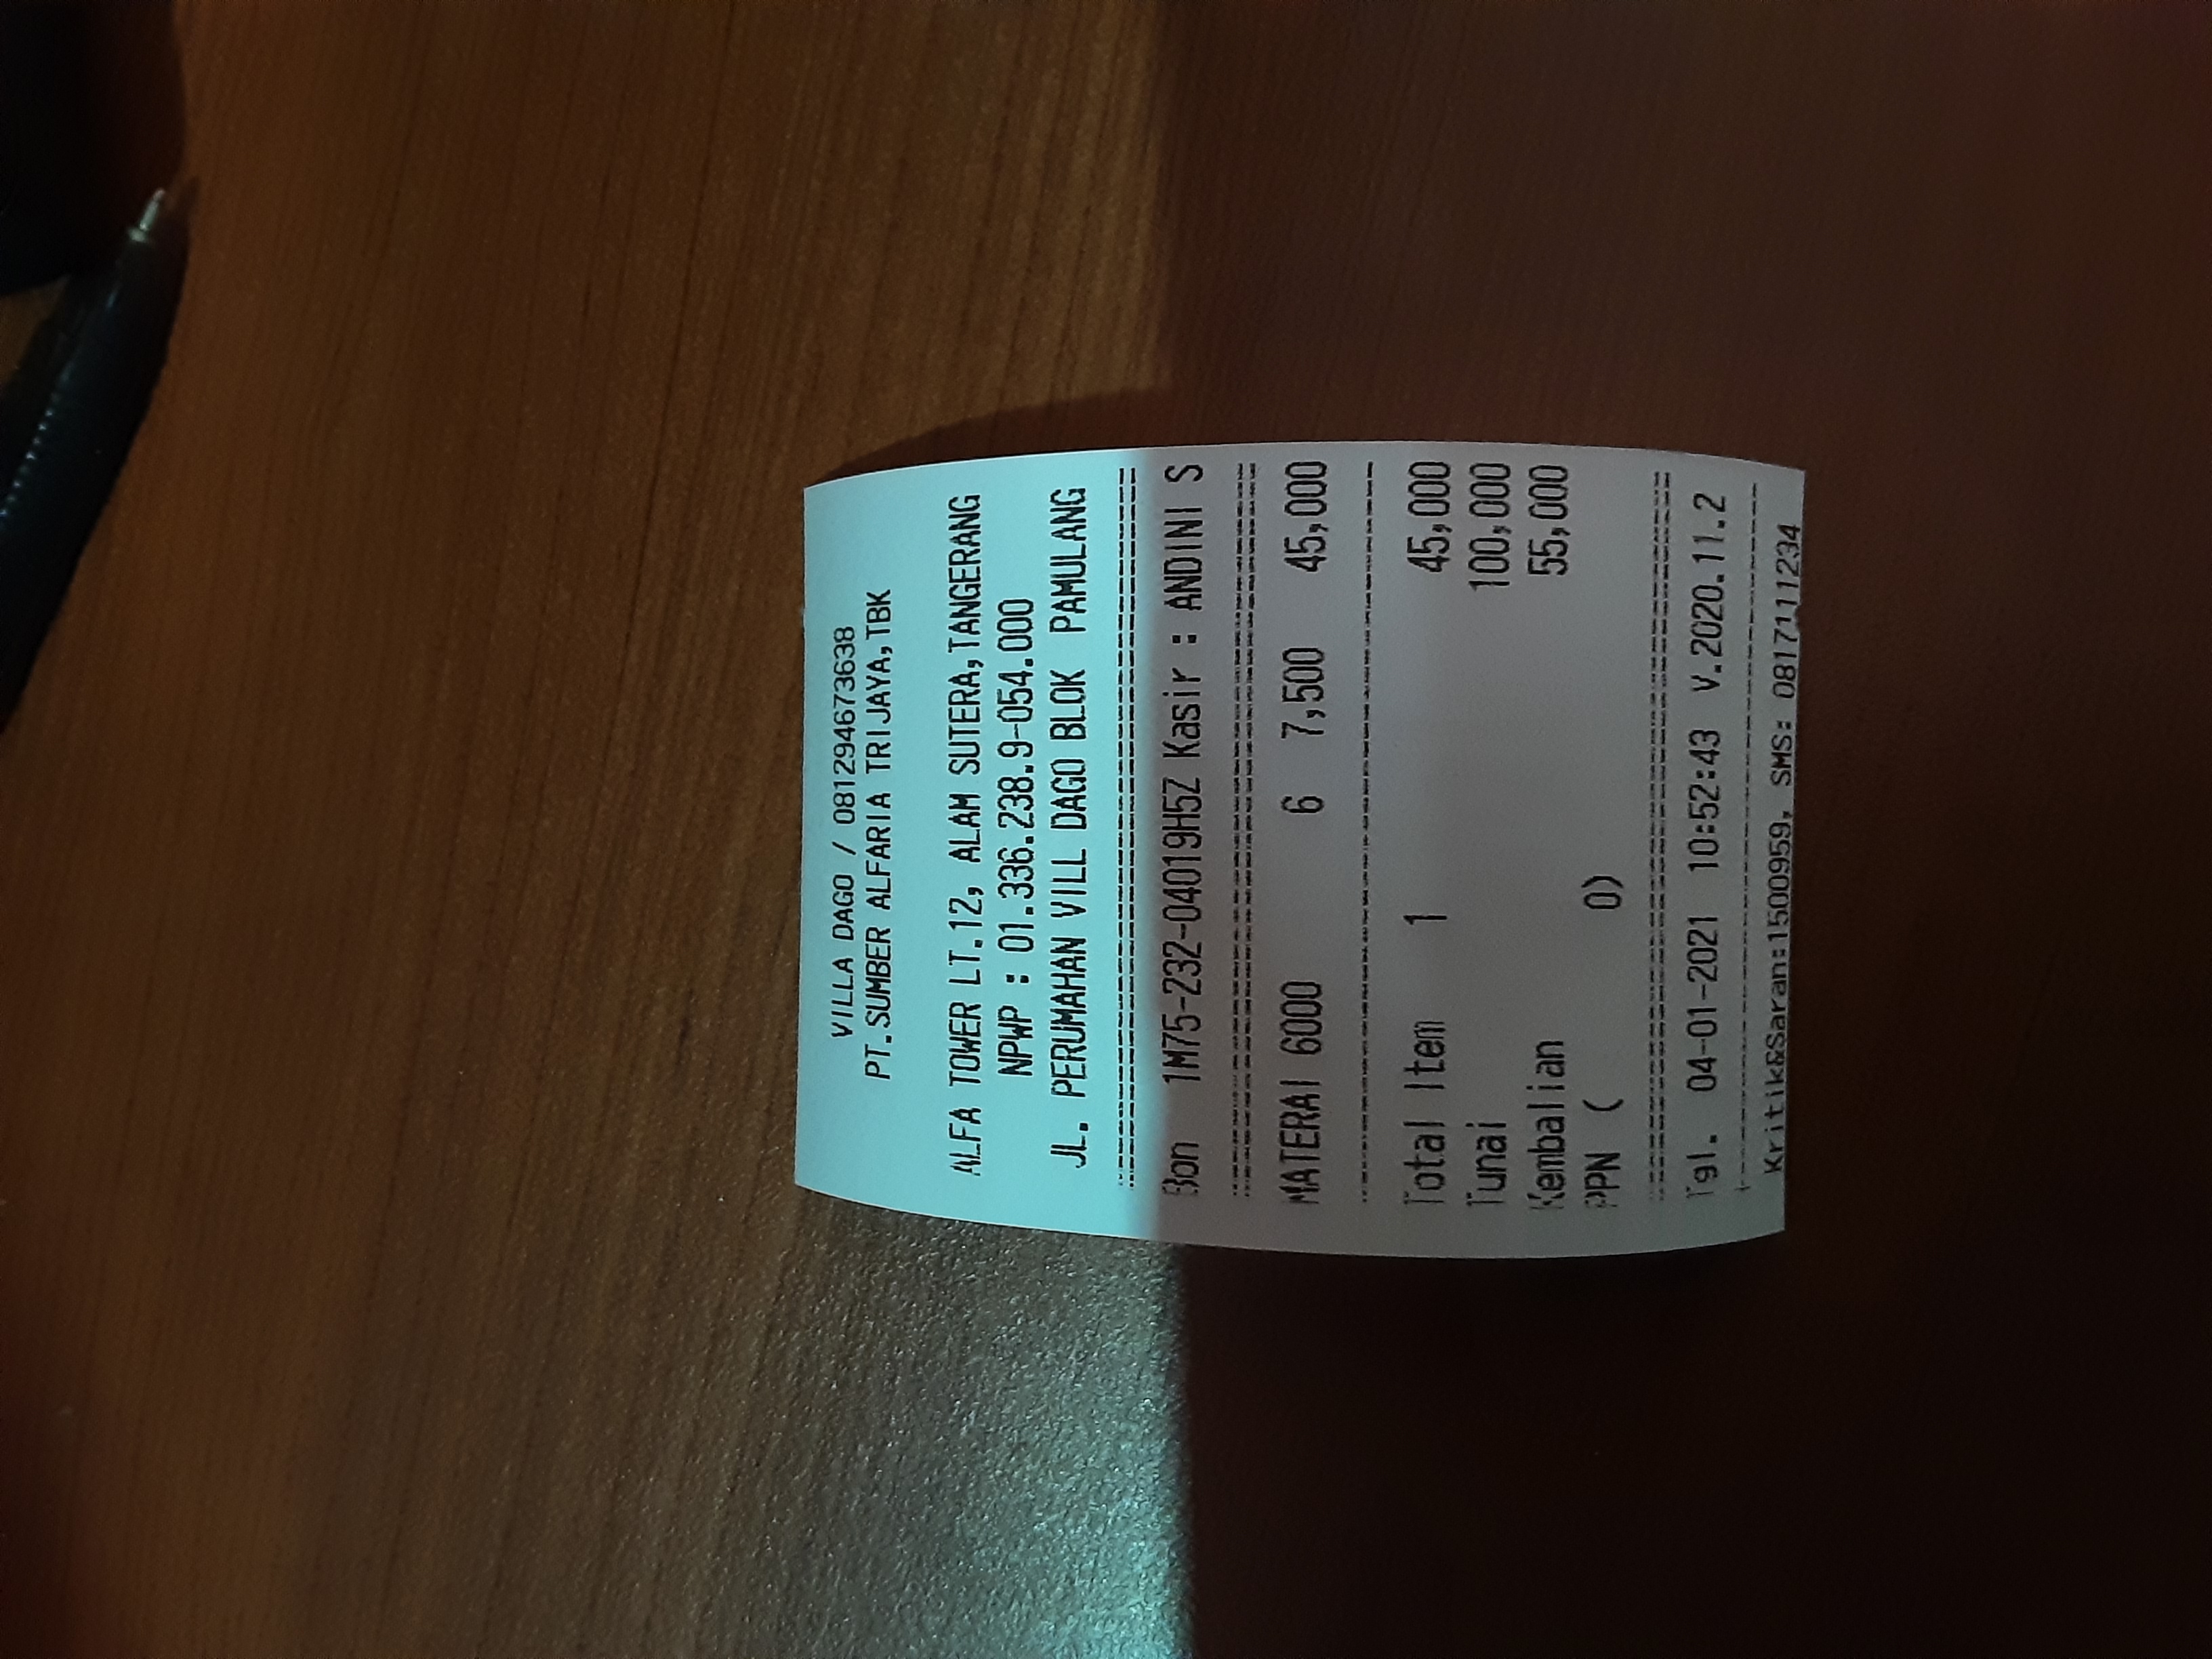 VILLA DAGO / 081294673638
PT.SUMBER ALFARIA TRIJAYA,TBK
ALFA TOWER LT.12, ALAM SUTERA,TANGERANG
NPWP : 01.336.238.9-054.000
JL. PERUMAHAN VILL DAGO BLOK PAMULANG
Bon 1M75-232-04019H5Z Kasir : ANDINI S
MATERAI 6000 6 7,500 45,000
Total Item 1 45,000
Tunai 100,000
Kembalian 55,000
PPN ( 0)
Tgl. 04-01-2021 10:52:43 V.2020.11.2
Kritik&Saran:1500959, SMS: 0817111234